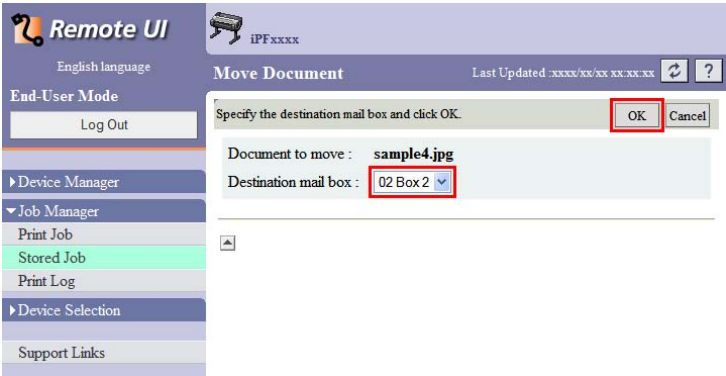 Remote UI
English language
End-User Mode
Log Out
Device Manager
Job Manager
Print Job
Stored Job
Print Log
Device Selection
Support Links
iPFxxxx
Move Document
Last Updated :xxxx/xx/xx xx:xx:xx
?
Specify the destination mail box and click OK.
OK
Cancel
Document to move : sample4.jpg
Destination mail box : 02 Box 2